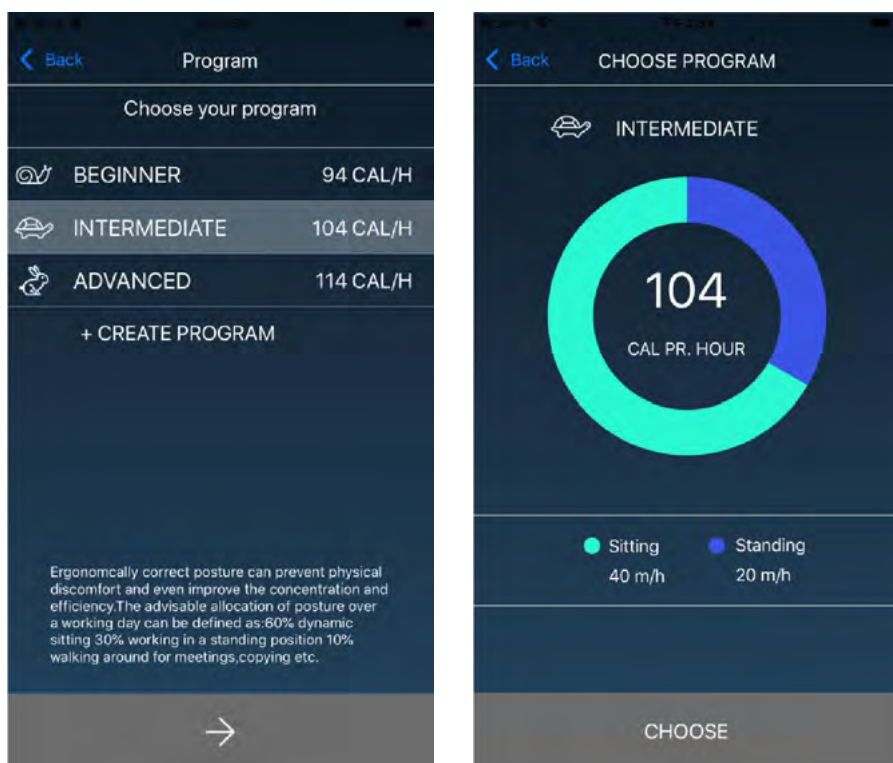 Back Program
Choose your program
BEGINNER 94 CAL/H
INTERMEDIATE 104 CAL/H
ADVANCED 114 CAL/H
+ CREATE PROGRAM
Ergonomcally correct posture can prevent physical
discomfort and even improve the concentration and
efficiency.The advisable allocation of posture over
a working day can be defined as:60% dynamic
sitting 30% working in a standing position 10%
walking around for meetings,copying etc.
Back CHOOSE PROGRAM
INTERMEDIATE
104
CAL PR. HOUR
Sitting Standing
40 m/h 20 m/h
CHOOSE